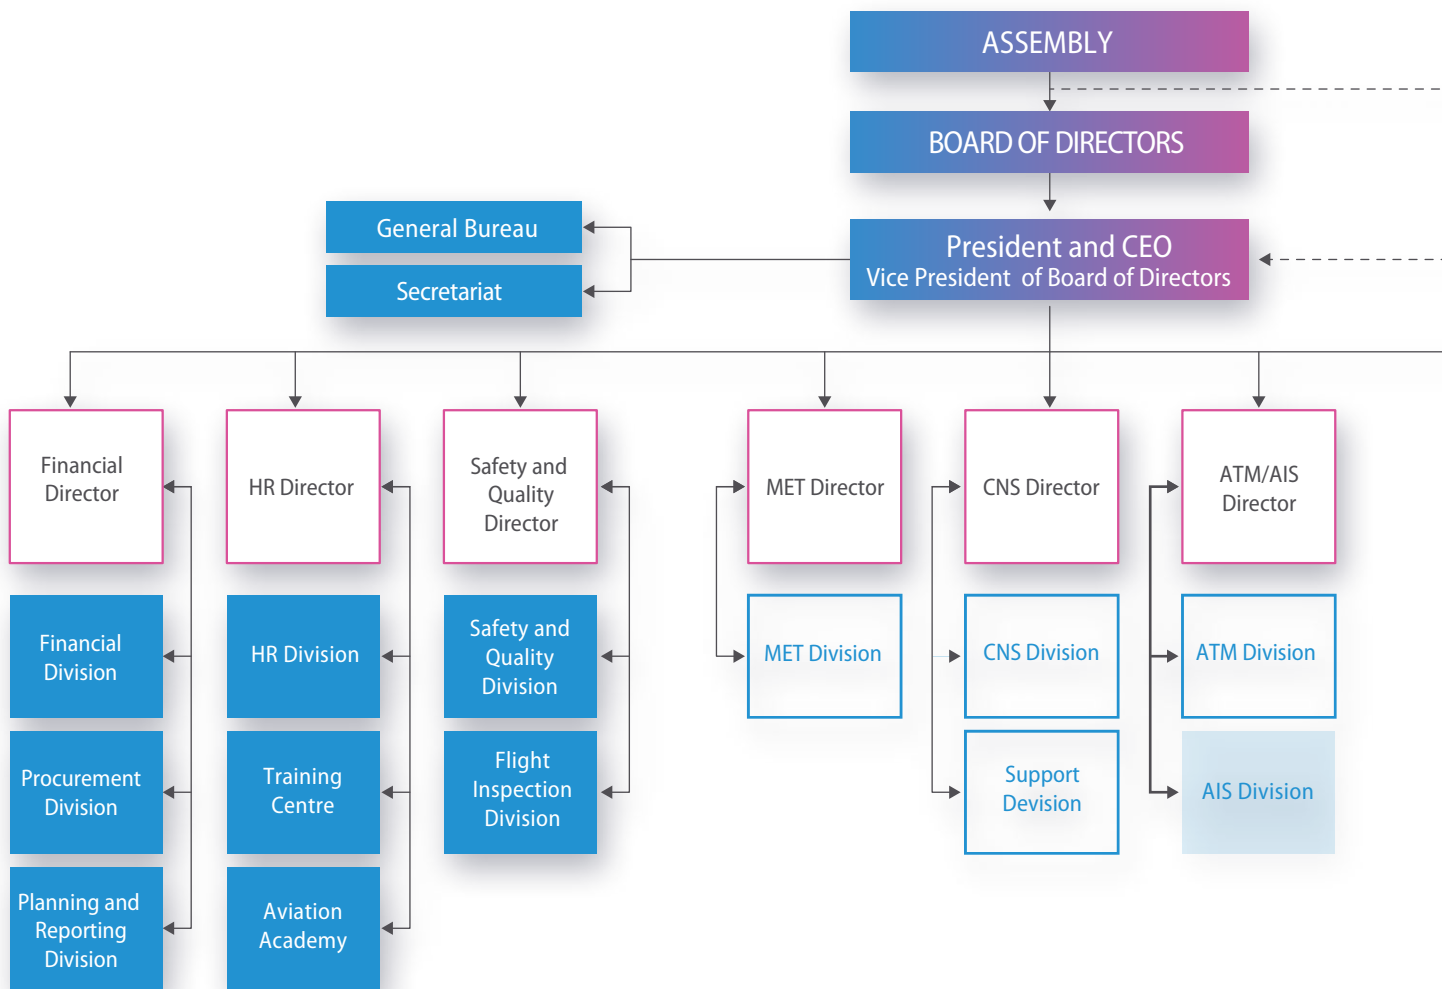 ASSEMBLY
BOARD OF DIRECTORS
General Bureau
Secretariat
President and CEO
Vice President of Board of Directors
Financial
Director
HR Director
Safety and
Quality
Director
MET Director
CNS Director
ATM/AIS
Director
Financial
Division
HR Division
Safety and
Quality
Division
MET Division
CNS Division
ATM Division
Procurement
Division
Training
Centre
Flight
Inspection
Division
Support
Devision
AIS Division
Planning and
Reporting
Division
Aviation
Academy